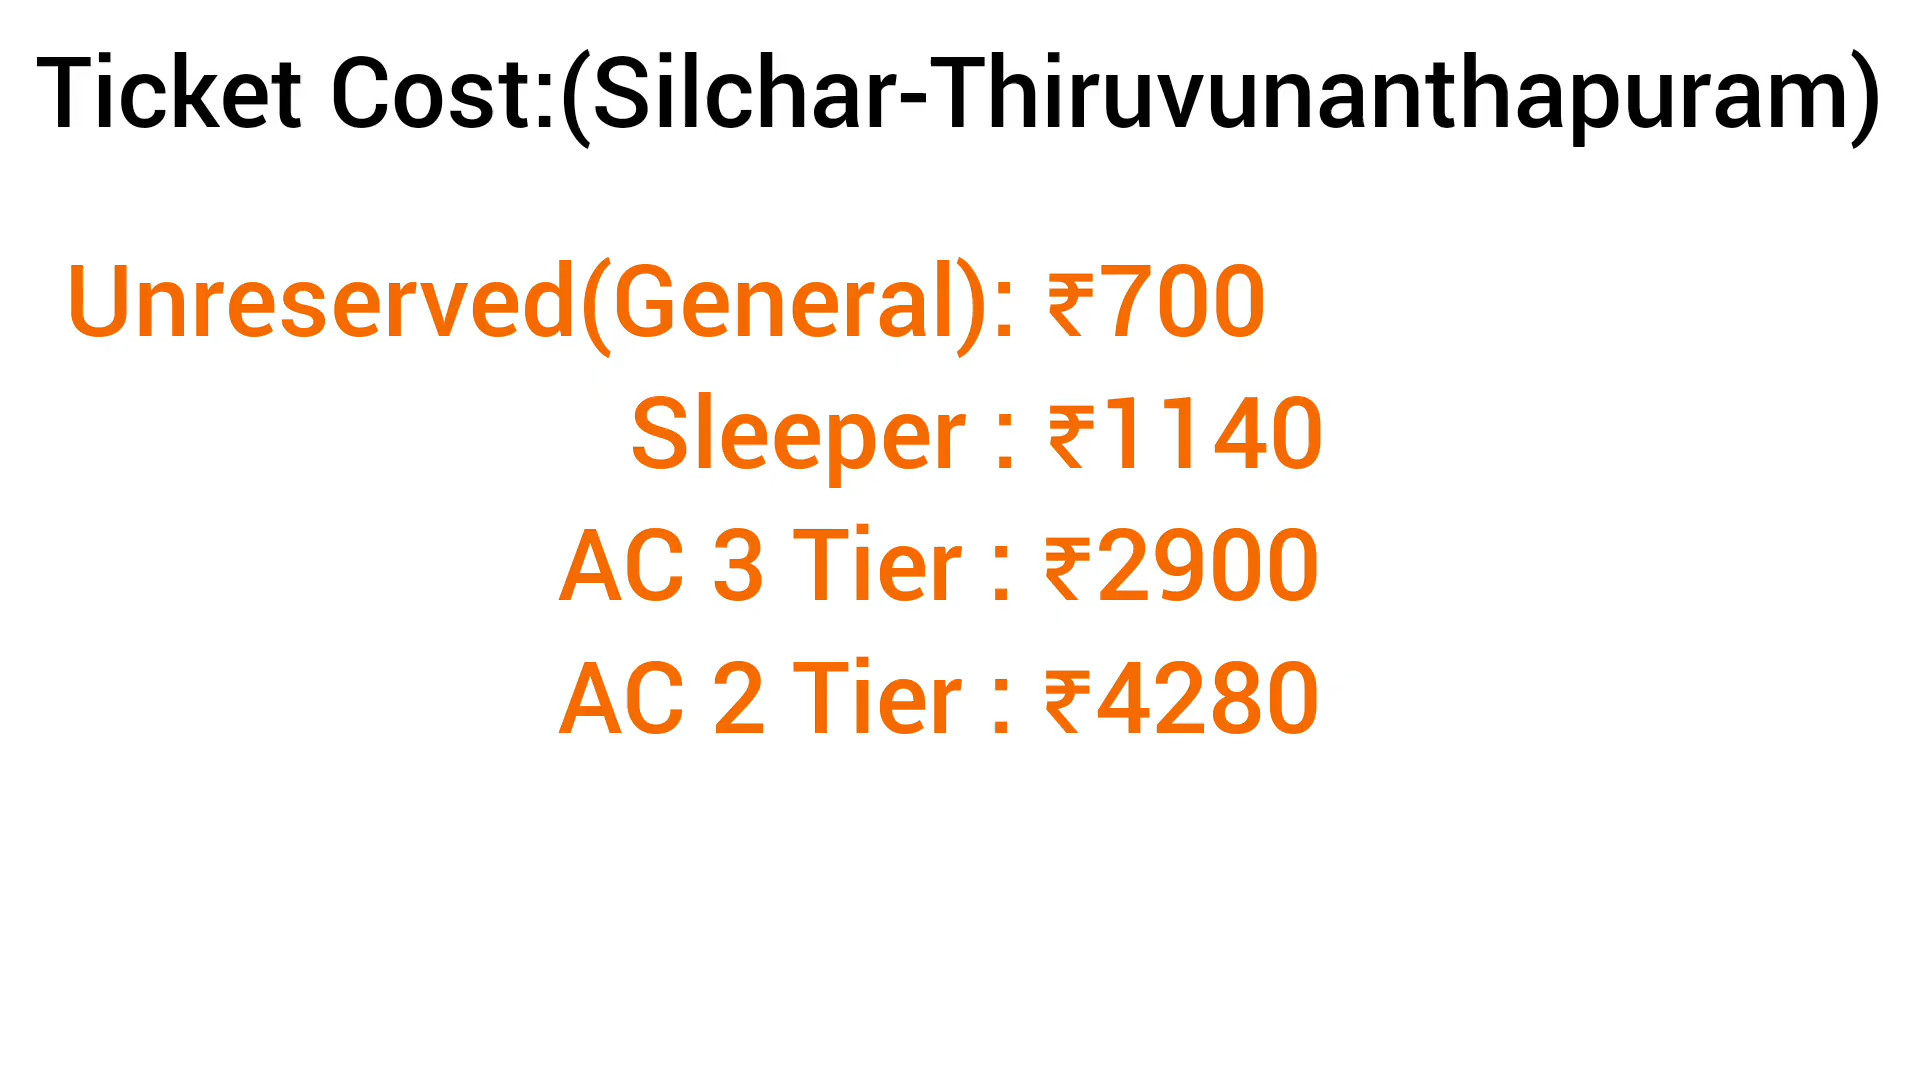 Ticket Cost:(Silchar-Thiruvunanthapuram)
Unreserved(General): ₹700
Sleeper : ₹1140
AC 3 Tier : ₹2900
AC 2 Tier : ₹4280